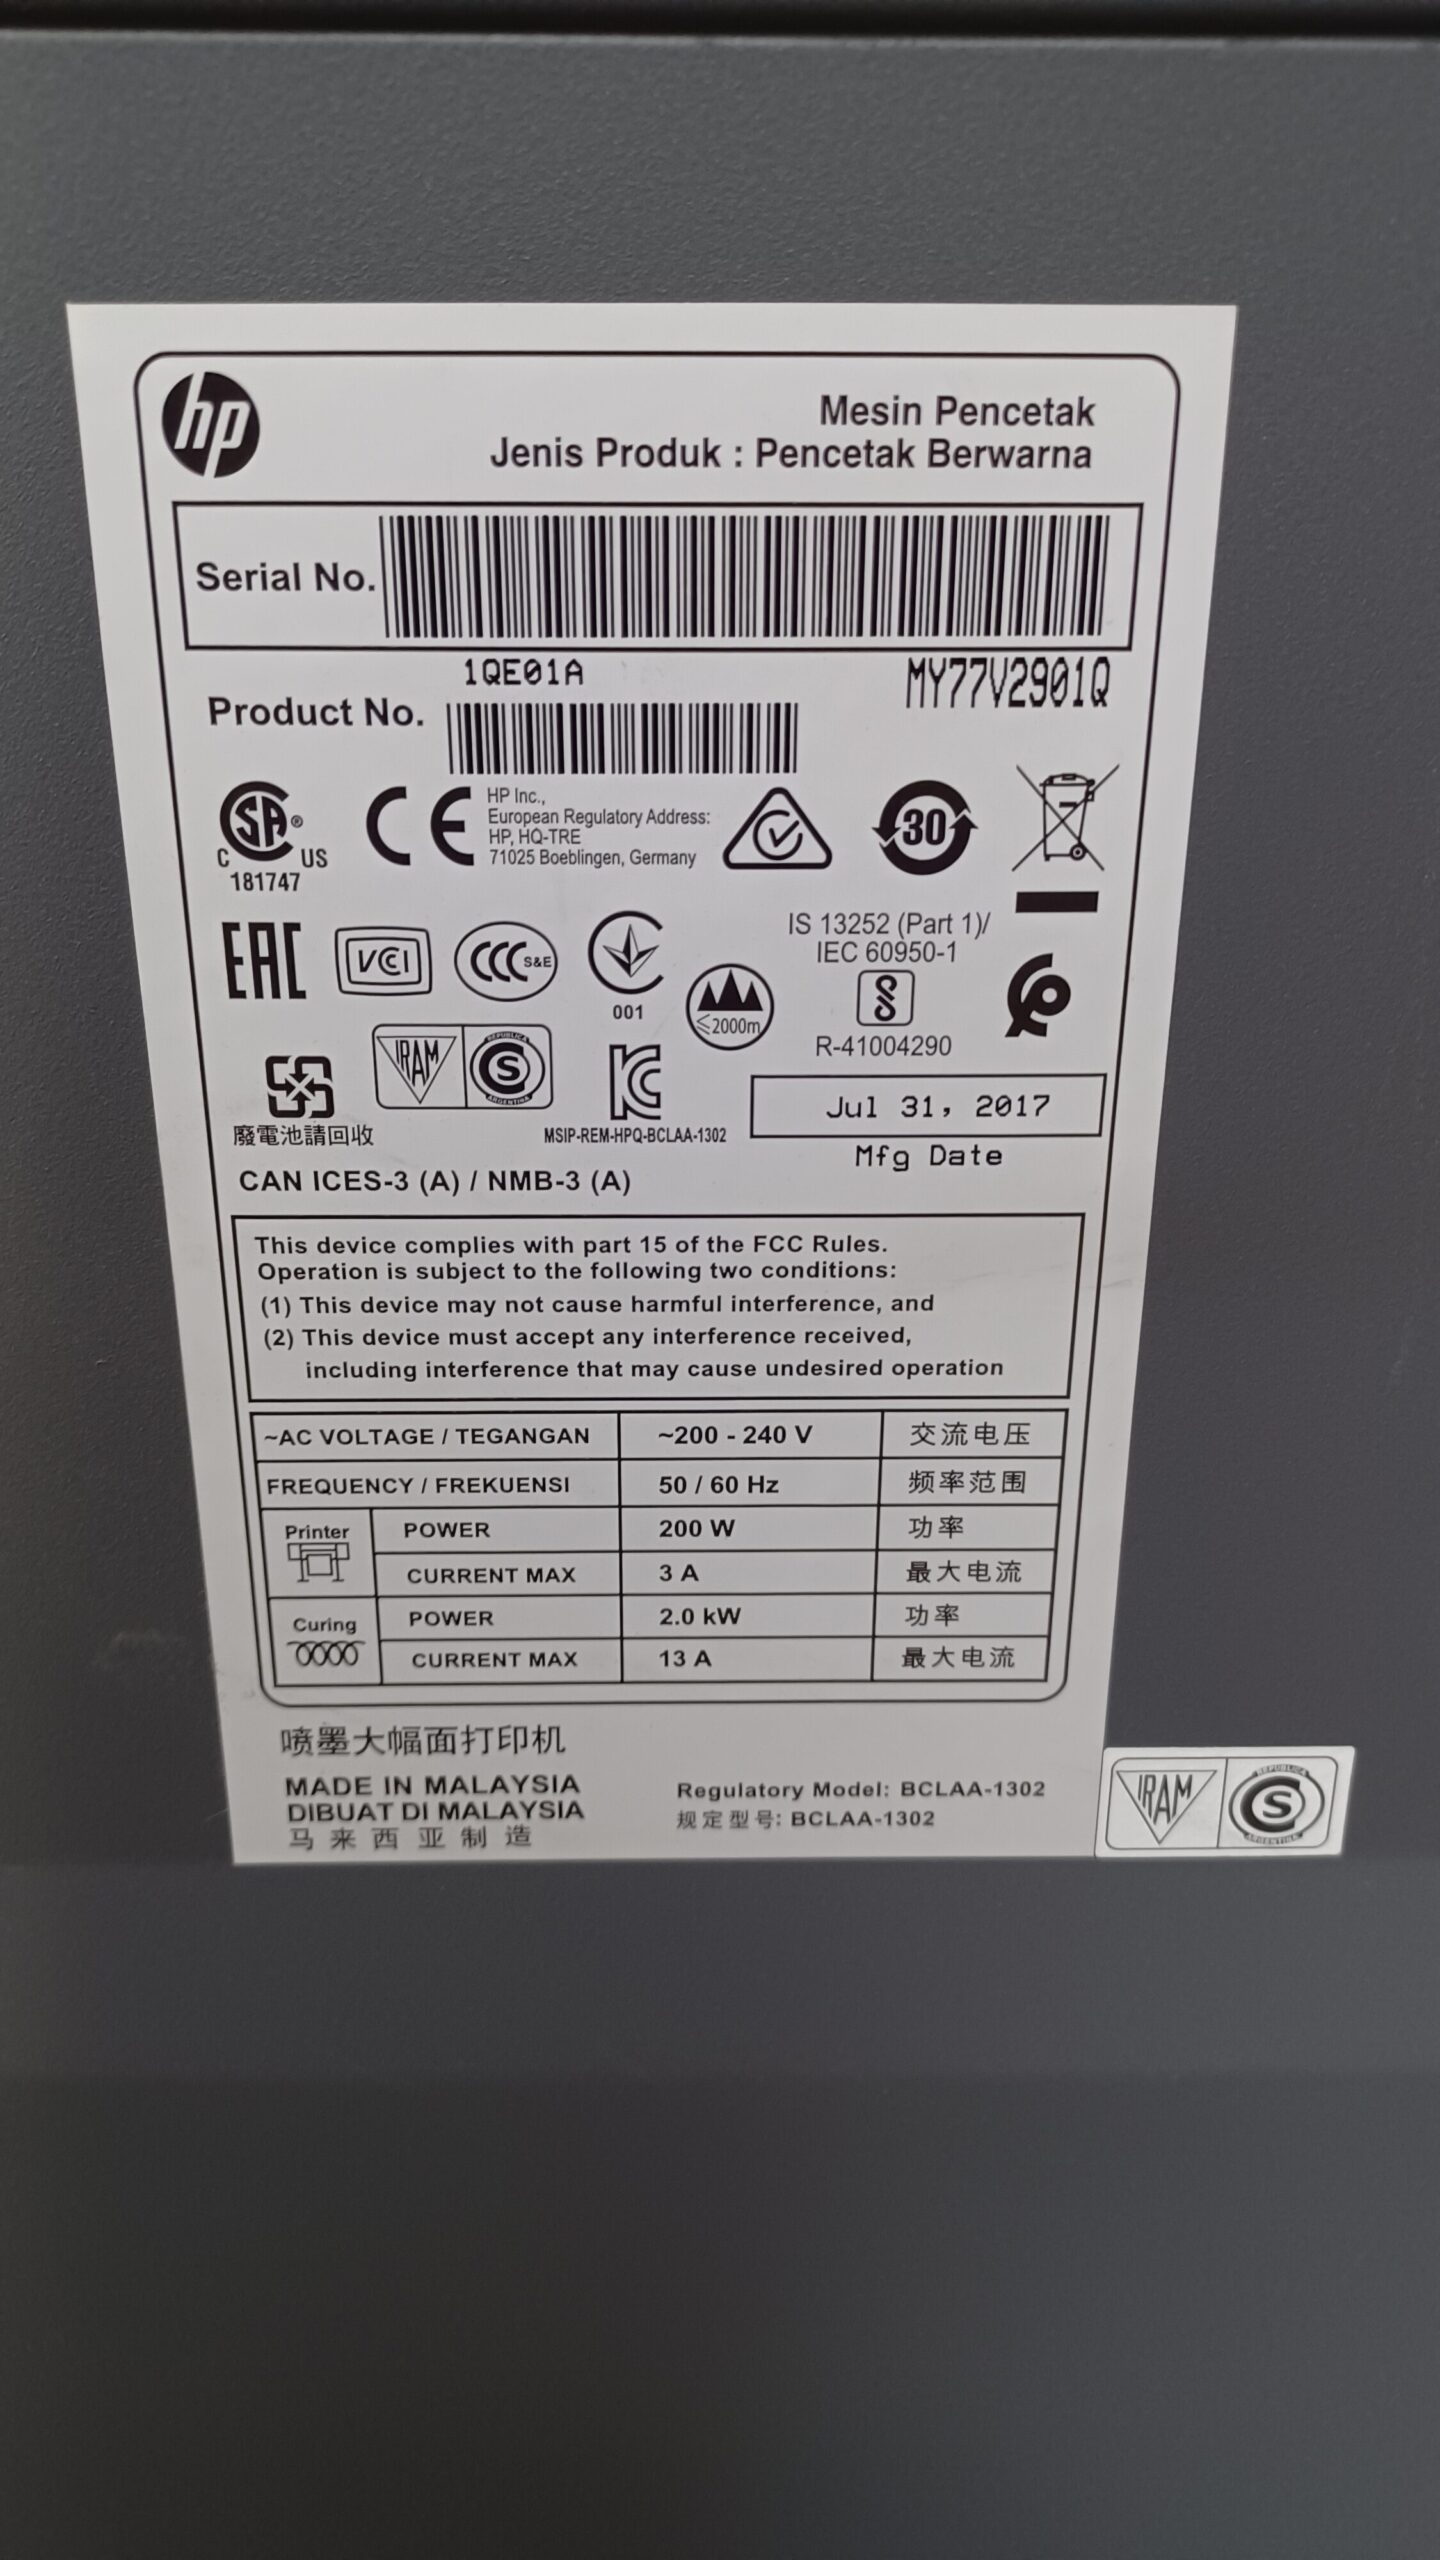 hp
Mesin Pencetak
Jenis Produk : Pencetak Berwarna
Serial No.
1QE01A
MY77V2901Q
Product No.
SA ®
C US
181747
CE
HP Inc.,
European Regulatory Address:
HP, HQ-TRE
71025 Boeblingen, Germany
30
EAC
VCCI
CCC S&E
001
≤2000m
IS 13252 (Part 1)/
IEC 60950-1
R-41004290
廢電池請回收
IRAM
REPUBLICA
S
ARGENTINA
KC
MSIP-REM-HPQ-BCLAA-1302
Jul 31, 2017
Mfg Date
CAN ICES-3 (A) / NMB-3 (A)
This device complies with part 15 of the FCC Rules.
Operation is subject to the following two conditions:
(1) This device may not cause harmful interference, and
(2) This device must accept any interference received,
including interference that may cause undesired operation
~AC VOLTAGE / TEGANGAN ~200 - 240 V 交流电压
FREQUENCY / FREKUENSI 50 / 60 Hz 频率范围
Printer
POWER 200 W 功率
CURRENT MAX 3 A 最大电流
Curing
POWER 2.0 kW 功率
CURRENT MAX 13 A 最大电流
喷墨大幅面打印机
MADE IN MALAYSIA
DIBUAT DI MALAYSIA
马来西亚制造
Regulatory Model: BCLAA-1302
规定型号: BCLAA-1302
IRAM
REPUBLICA
S
ARGENTINA